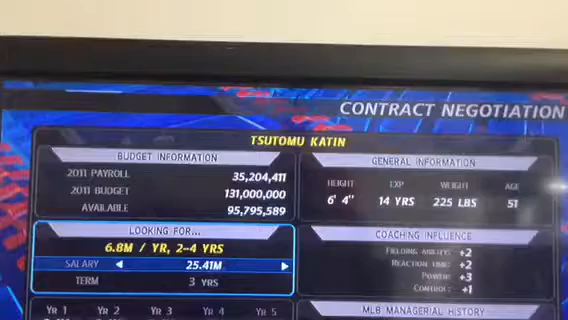 CONTRACT NEGOTIATION
TSUTOMU KATIN
BUDGET INFORMATION
2011 PAYROLL 35,204,411
2011 BUDGET 131,000,000
AVAILABLE 95,795,589
GENERAL INFORMATION
HEIGHT EXP WEIGHT AGE
6' 4" 14 YRS 225 LBS 51
LOOKING FOR...
6.8M / YR, 2-4 YRS
SALARY 25.41M
TERM 3 YRS
COACHING INFLUENCE
FIELDING ABILITY: +2
REACTION TIME: +2
POWER: +3
CONTROL: +1
YR 1 YR 2 YR 3 YR 4 YR 5
MLB MANAGERIAL HISTORY